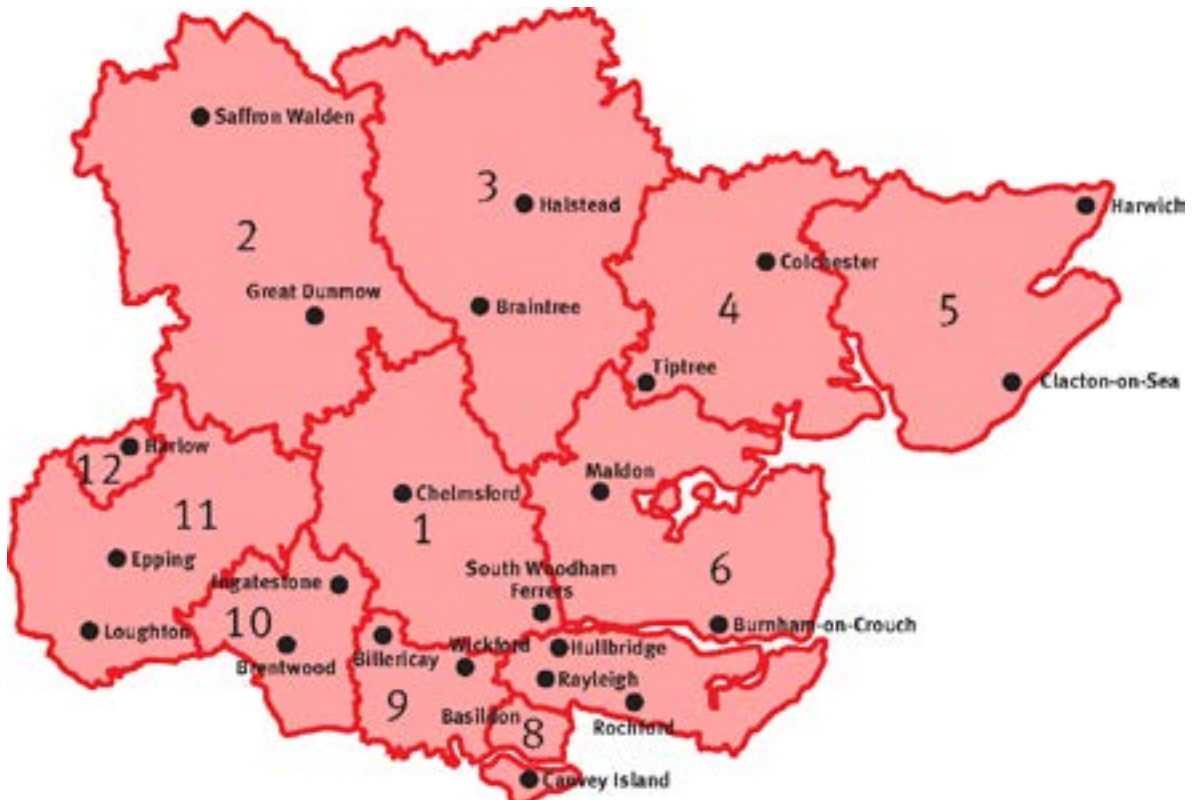 Saffron Walden
3
Halstead
Harwich
2
Colchester
Great Dunmow
Braintree
4
5
Tiptree
Clacton-on-Sea
Harlow
12
Maldon
Chelmsford
11
1
Epping
South Woodham
Ferrers
6
Ingatestone
10
Loughton
Burnham-on-Crouch
Brentwood
Billericay
Wickford
Hullbridge
Rayleigh
9
Basildon
8
Rochford
Canvey Island